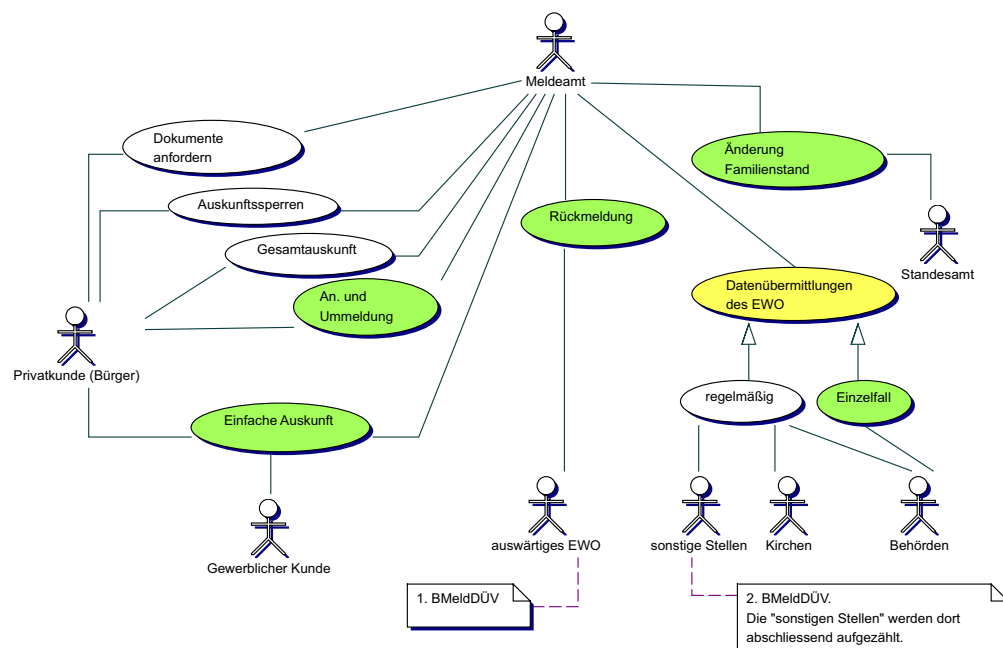 Meldeamt
Dokumente
anfordern
Änderung
Familienstand
Auskunftssperren
Rückmeldung
Gesamtauskunft
Standesamt
An. und
Ummeldung
Datenübermittlungen
des EWO
Privatkunde (Bürger)
regelmäßig
Einzelfall
Einfache Auskunft
auswärtiges EWO
sonstige Stellen
Kirchen
Behörden
Gewerblicher Kunde
1. BMeldDÜV
2. BMeldDÜV.
Die "sonstigen Stellen" werden dort
abschliessend aufgezählt.